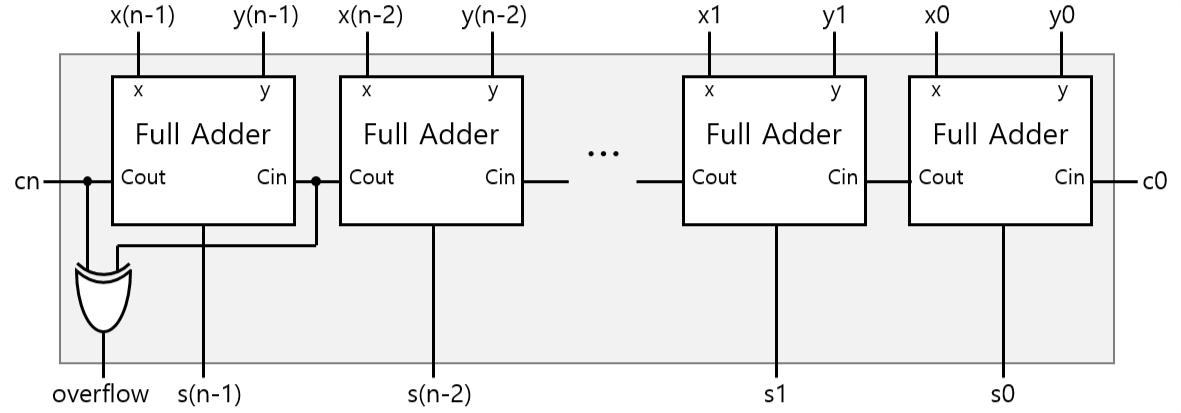 x(n-1) y(n-1) x(n-2) y(n-2) x1 y1 x0 y0
x y x y x y x y
Full Adder Full Adder ... Full Adder Full Adder
cn Cout Cin Cout Cin Cout Cin Cout Cin c0
overflow s(n-1) s(n-2) s1 s0